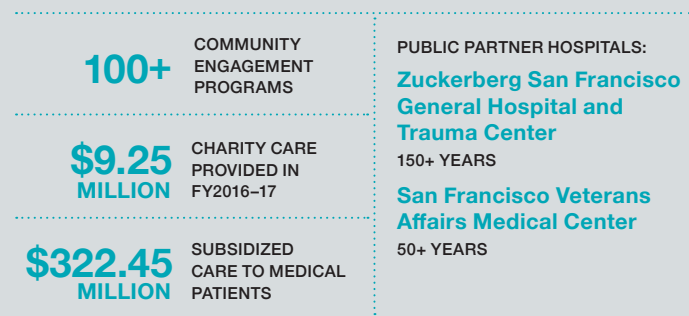 100+
COMMUNITY
ENGAGEMENT
PROGRAMS
$9.25
MILLION
CHARITY CARE
PROVIDED IN
FY2016–17
$322.45
MILLION
SUBSIDIZED
CARE TO MEDICAL
PATIENTS
PUBLIC PARTNER HOSPITALS:
Zuckerberg San Francisco
General Hospital and
Trauma Center
150+ YEARS
San Francisco Veterans
Affairs Medical Center
50+ YEARS